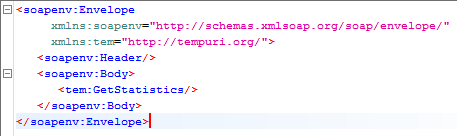 <soapenv:Envelope
xmlns:soapenv="http://schemas.xmlsoap.org/soap/envelope/"
xmlns:tem="http://tempuri.org/">
<soapenv:Header/>
<soapenv:Body>
<tem:GetStatistics/>
</soapenv:Body>
</soapenv:Envelope>